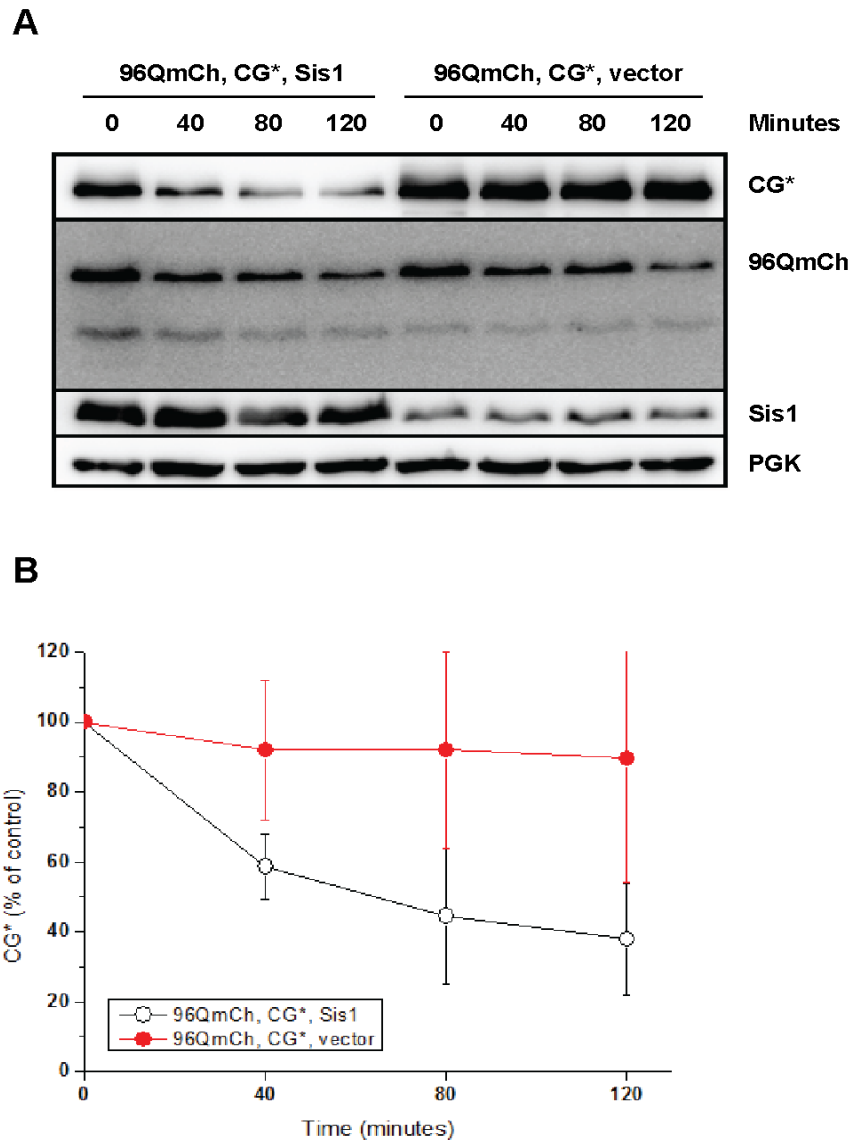 A
96QmCh, CG*, Sis1 96QmCh, CG*, vector
0 40 80 120 0 40 80 120 Minutes
CG*
96QmCh
Sis1
PGK
B
120
100
80
60
40
20
0
CG* (% of control)
96QmCh, CG*, Sis1
96QmCh, CG*, vector
0 40 80 120
Time (minutes)